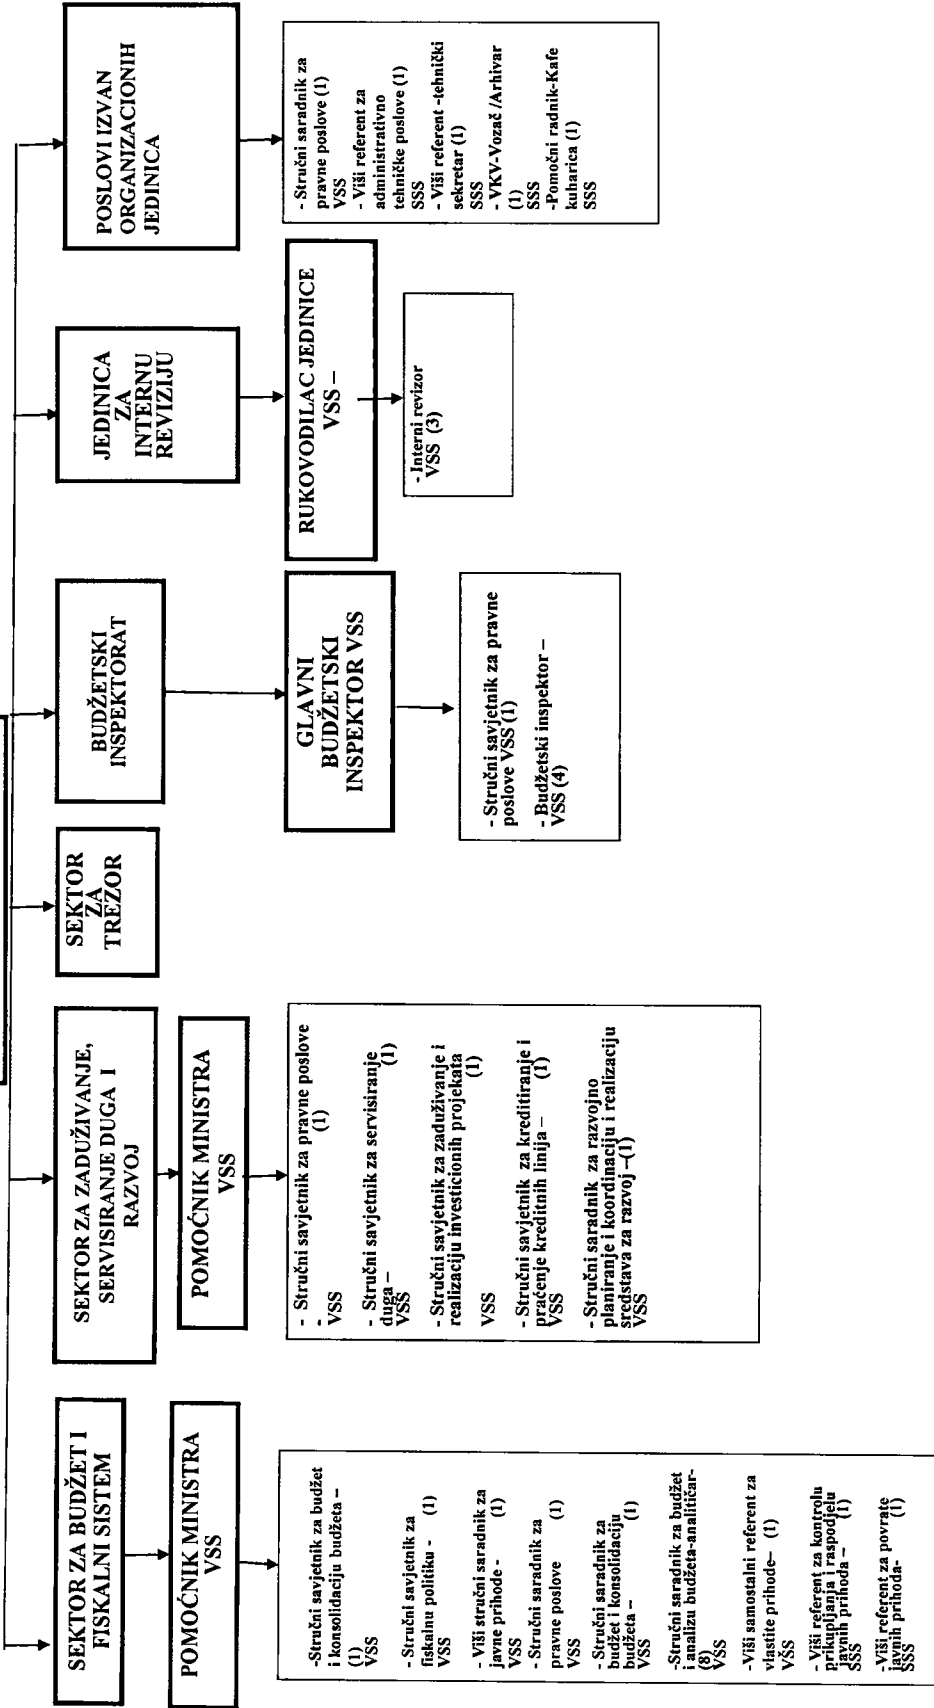 SEKTOR ZA BUDŽET I
FISKALNI SISTEM
POMOĆNIK MINISTRA
VSS
-Stručni savjetnik za budžet
i konsolidaciju budžeta –
(1)
VSS
- Stručni savjetnik za
fiskalnu politiku - (1)
VSS
- Viši stručni saradnik za
javne prihode - (1)
VSS
- Stručni saradnik za
pravne poslove (1)
VSS
- Stručni saradnik za
budžet i konsolidaciju
budžeta – (1)
VSS
-Stručni saradnik za budžet
i analizu budžeta-analitičar-
(8)
VSS
-Viši samostalni referent za
vlastite prihode– (1)
VŠS
- Viši referent za kontrolu
prikupljanja i raspodjelu
javnih prihoda – (1)
SSS
-Viši referent za povrate
javnih prihoda- (1)
SSS
SEKTOR ZA ZADUŽIVANJE,
SERVISIRANJE DUGA I
RAZVOJ
POMOĆNIK MINISTRA
VSS
- Stručni savjetnik za pravne poslove
- (1)
VSS
- Stručni savjetnik za servisiranje
duga – (1)
VSS
- Stručni savjetnik za zaduživanje i
realizaciju investicionih projekata
(1)
VSS
- Stručni savjetnik za kreditiranje i
praćenje kreditnih linija – (1)
VSS
- Stručni saradnik za razvojno
planiranje i koordinaciju i realizaciju
sredstava za razvoj –(1)
VSS
SEKTOR
ZA
TREZOR
BUDŽETSKI
INSPEKTORAT
GLAVNI
BUDŽETSKI
INSPEKTOR VSS
- Stručni savjetnik za pravne
poslove VSS (1)
- Budžetski inspektor –
VSS (4)
JEDINICA
ZA
INTERNU
REVIZIJU
RUKOVODILAC JEDINICE
VSS –
- Interni revizor
VSS (3)
POSLOVI IZVAN
ORGANIZACIONIH
JEDINICA
- Stručni saradnik za
pravne poslove (1)
VSS
- Viši referent za
administrativno
tehničke poslove (1)
SSS
- Viši referent -tehnički
sekretar (1)
SSS
- VKV-Vozač /Arhivar
(1)
SSS
-Pomoćni radnik-Kafe
kuharica (1)
SSS